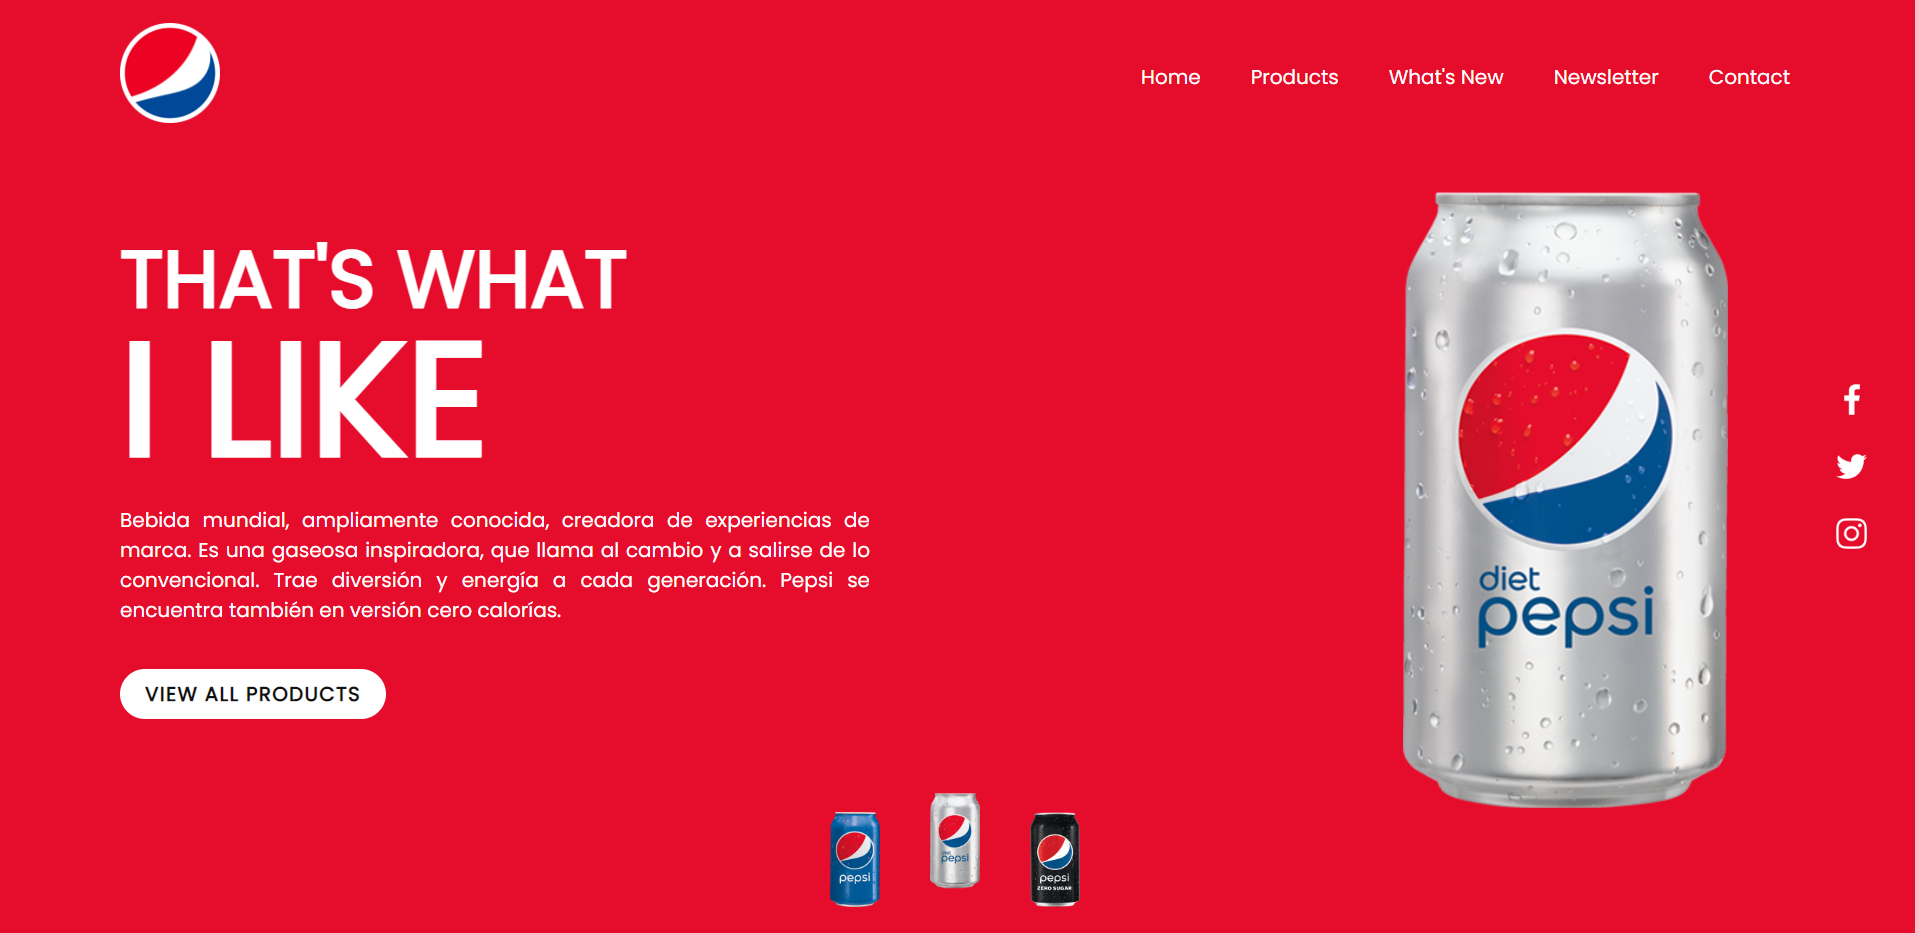 Home Products What's New Newsletter Contact
THAT'S WHAT
I LIKE
Bebida mundial, ampliamente conocida, creadora de experiencias de
marca. Es una gaseosa inspiradora, que llama al cambio y a salirse de lo
convencional. Trae diversión y energía a cada generación. Pepsi se
encuentra también en versión cero calorías.
VIEW ALL PRODUCTS
diet
pepsi
pepsi
diet
pepsi
pepsi
ZERO SUGAR